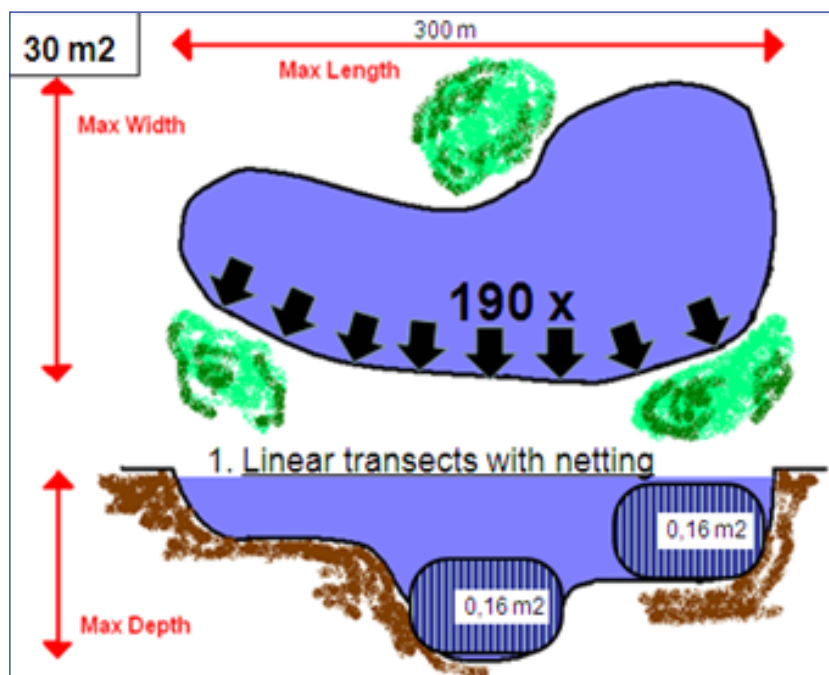 30 m2
300 m
Max Length
Max Width
190 x
1. Linear transects with netting
0,16 m2
0,16 m2
Max Depth